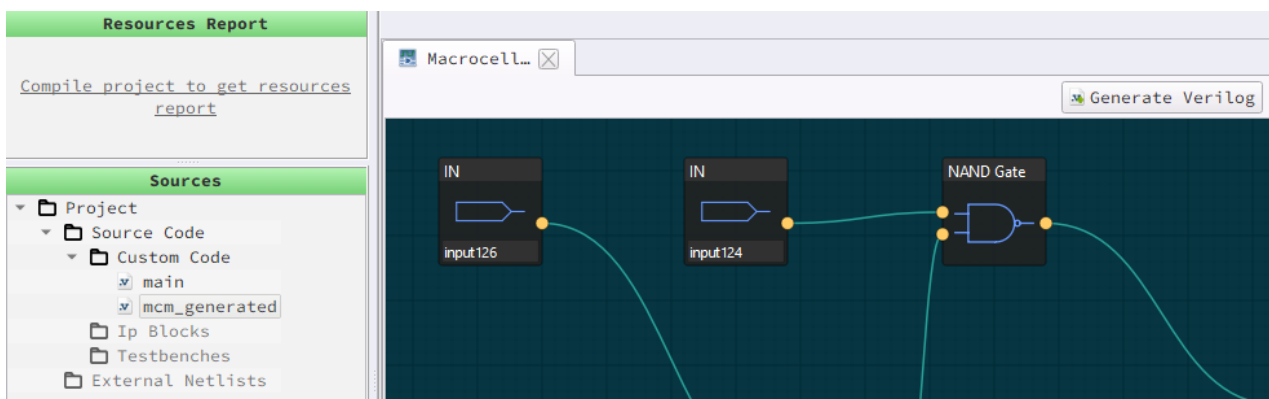 Resources Report
Compile project to get resources
report
Sources
Project
Source Code
Custom Code
main
mcm_generated
Ip Blocks
Testbenches
External Netlists
Macrocell…
Generate Verilog
IN
input126
IN
input124
NAND Gate